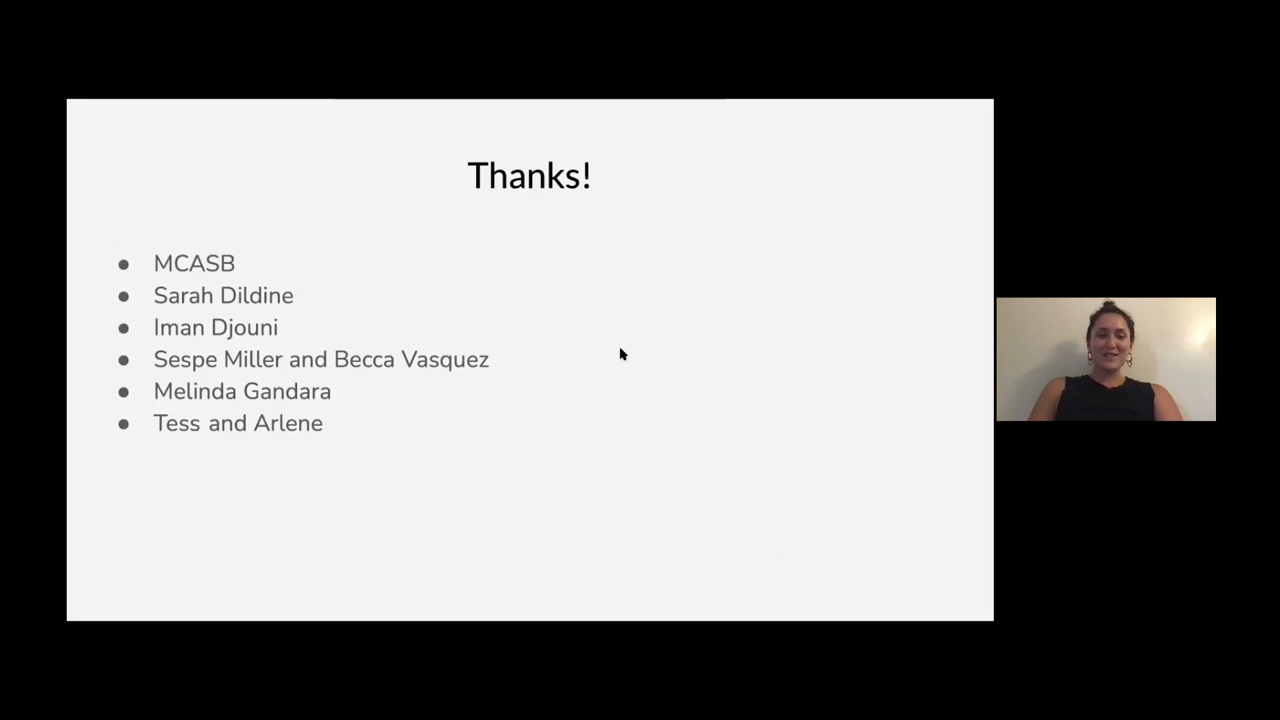 Thanks!
● MCASB
● Sarah Dildine
● Iman Djouni
● Sespe Miller and Becca Vasquez
● Melinda Gandara
● Tess and Arlene